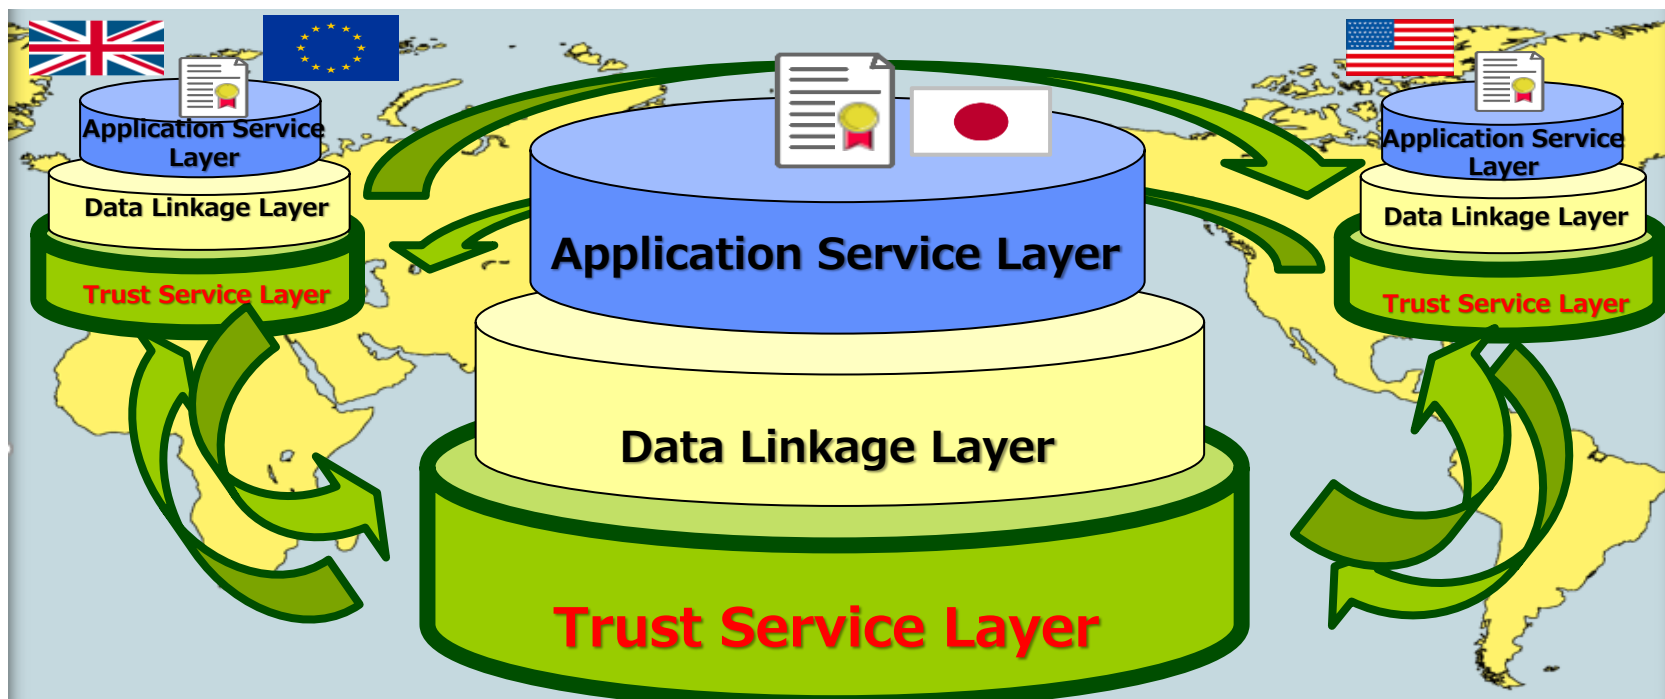 Application Service
Layer
Data Linkage Layer
Trust Service Layer
Application Service Layer
Data Linkage Layer
Trust Service Layer
Application Service
Layer
Data Linkage Layer
Trust Service Layer